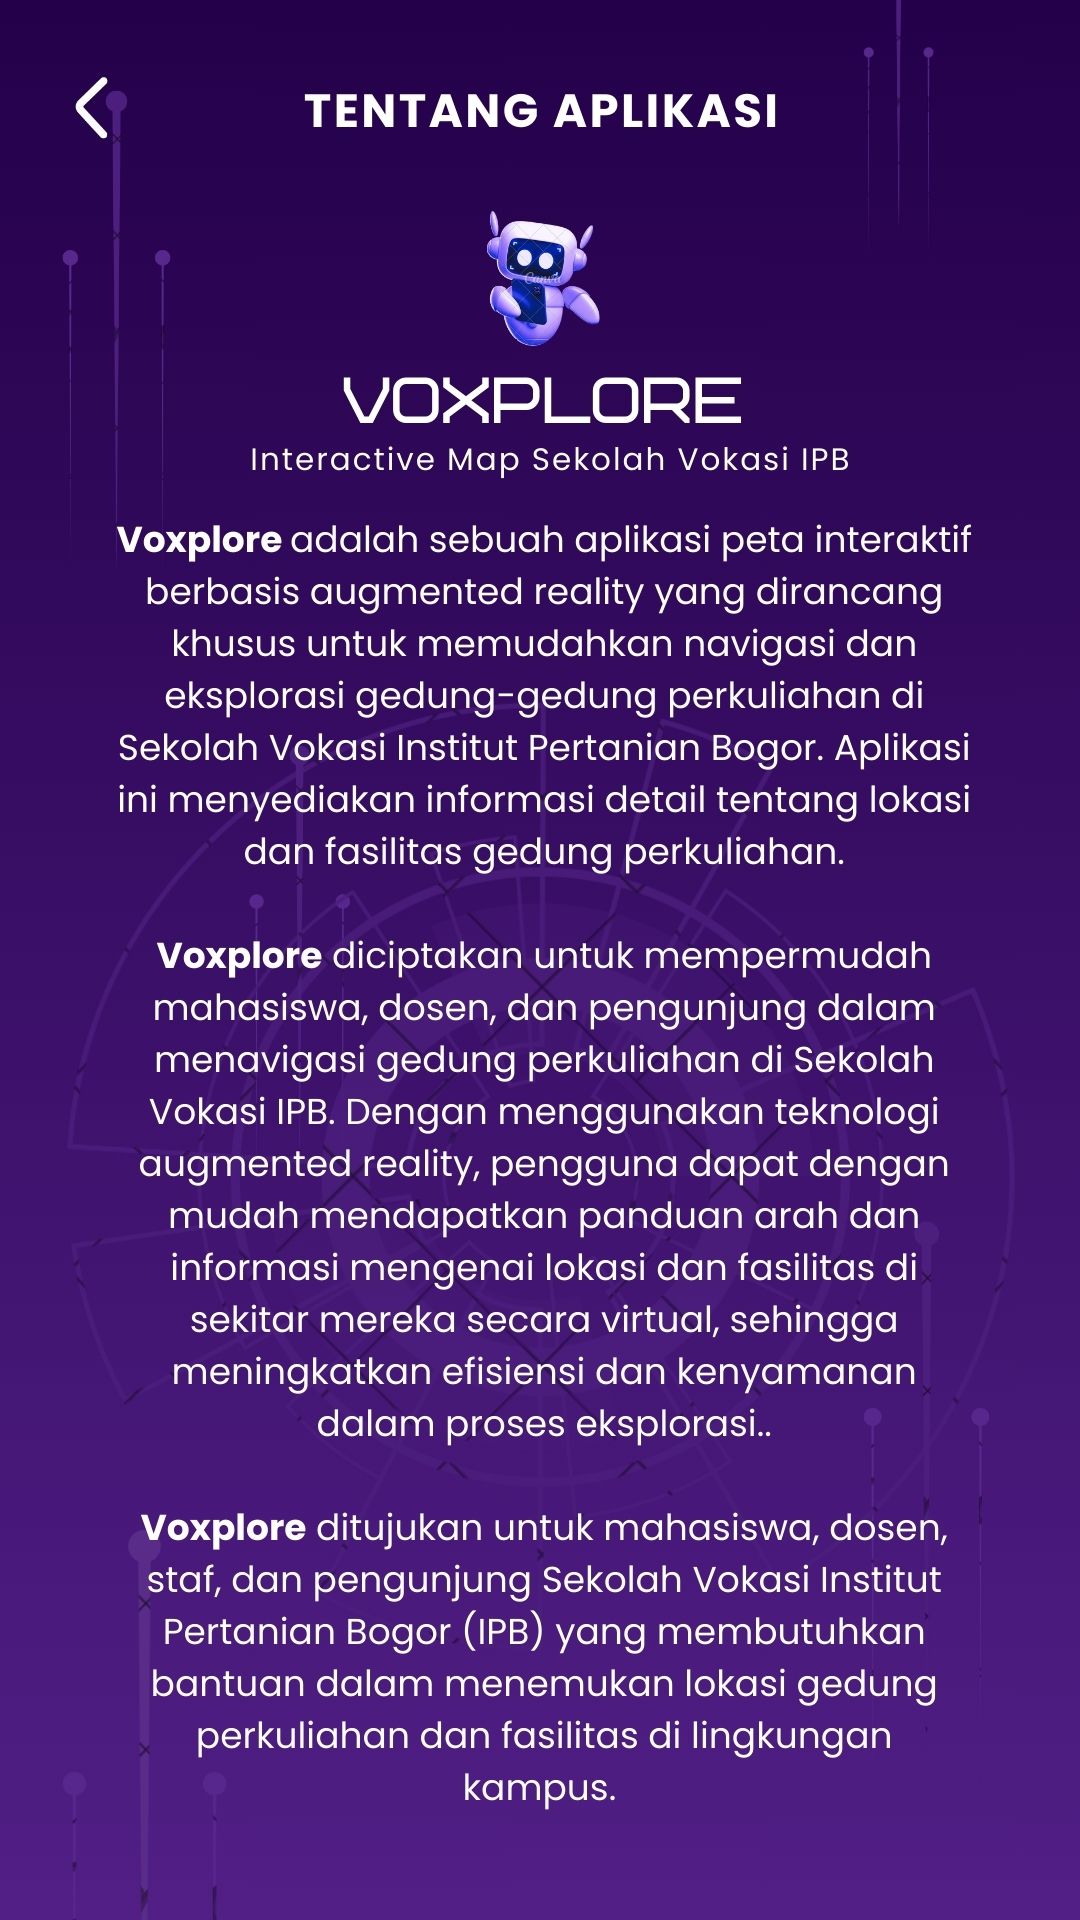 TENTANG APLIKASI
Canva
VOXPLORE
Interactive Map Sekolah Vokasi IPB
Voxplore adalah sebuah aplikasi peta interaktif
berbasis augmented reality yang dirancang
khusus untuk memudahkan navigasi dan
eksplorasi gedung-gedung perkuliahan di
Sekolah Vokasi Institut Pertanian Bogor. Aplikasi
ini menyediakan informasi detail tentang lokasi
dan fasilitas gedung perkuliahan.
Voxplore diciptakan untuk mempermudah
mahasiswa, dosen, dan pengunjung dalam
menavigasi gedung perkuliahan di Sekolah
Vokasi IPB. Dengan menggunakan teknologi
augmented reality, pengguna dapat dengan
mudah mendapatkan panduan arah dan
informasi mengenai lokasi dan fasilitas di
sekitar mereka secara virtual, sehingga
meningkatkan efisiensi dan kenyamanan
dalam proses eksplorasi..
Voxplore ditujukan untuk mahasiswa, dosen,
staf, dan pengunjung Sekolah Vokasi Institut
Pertanian Bogor (IPB) yang membutuhkan
bantuan dalam menemukan lokasi gedung
perkuliahan dan fasilitas di lingkungan
kampus.